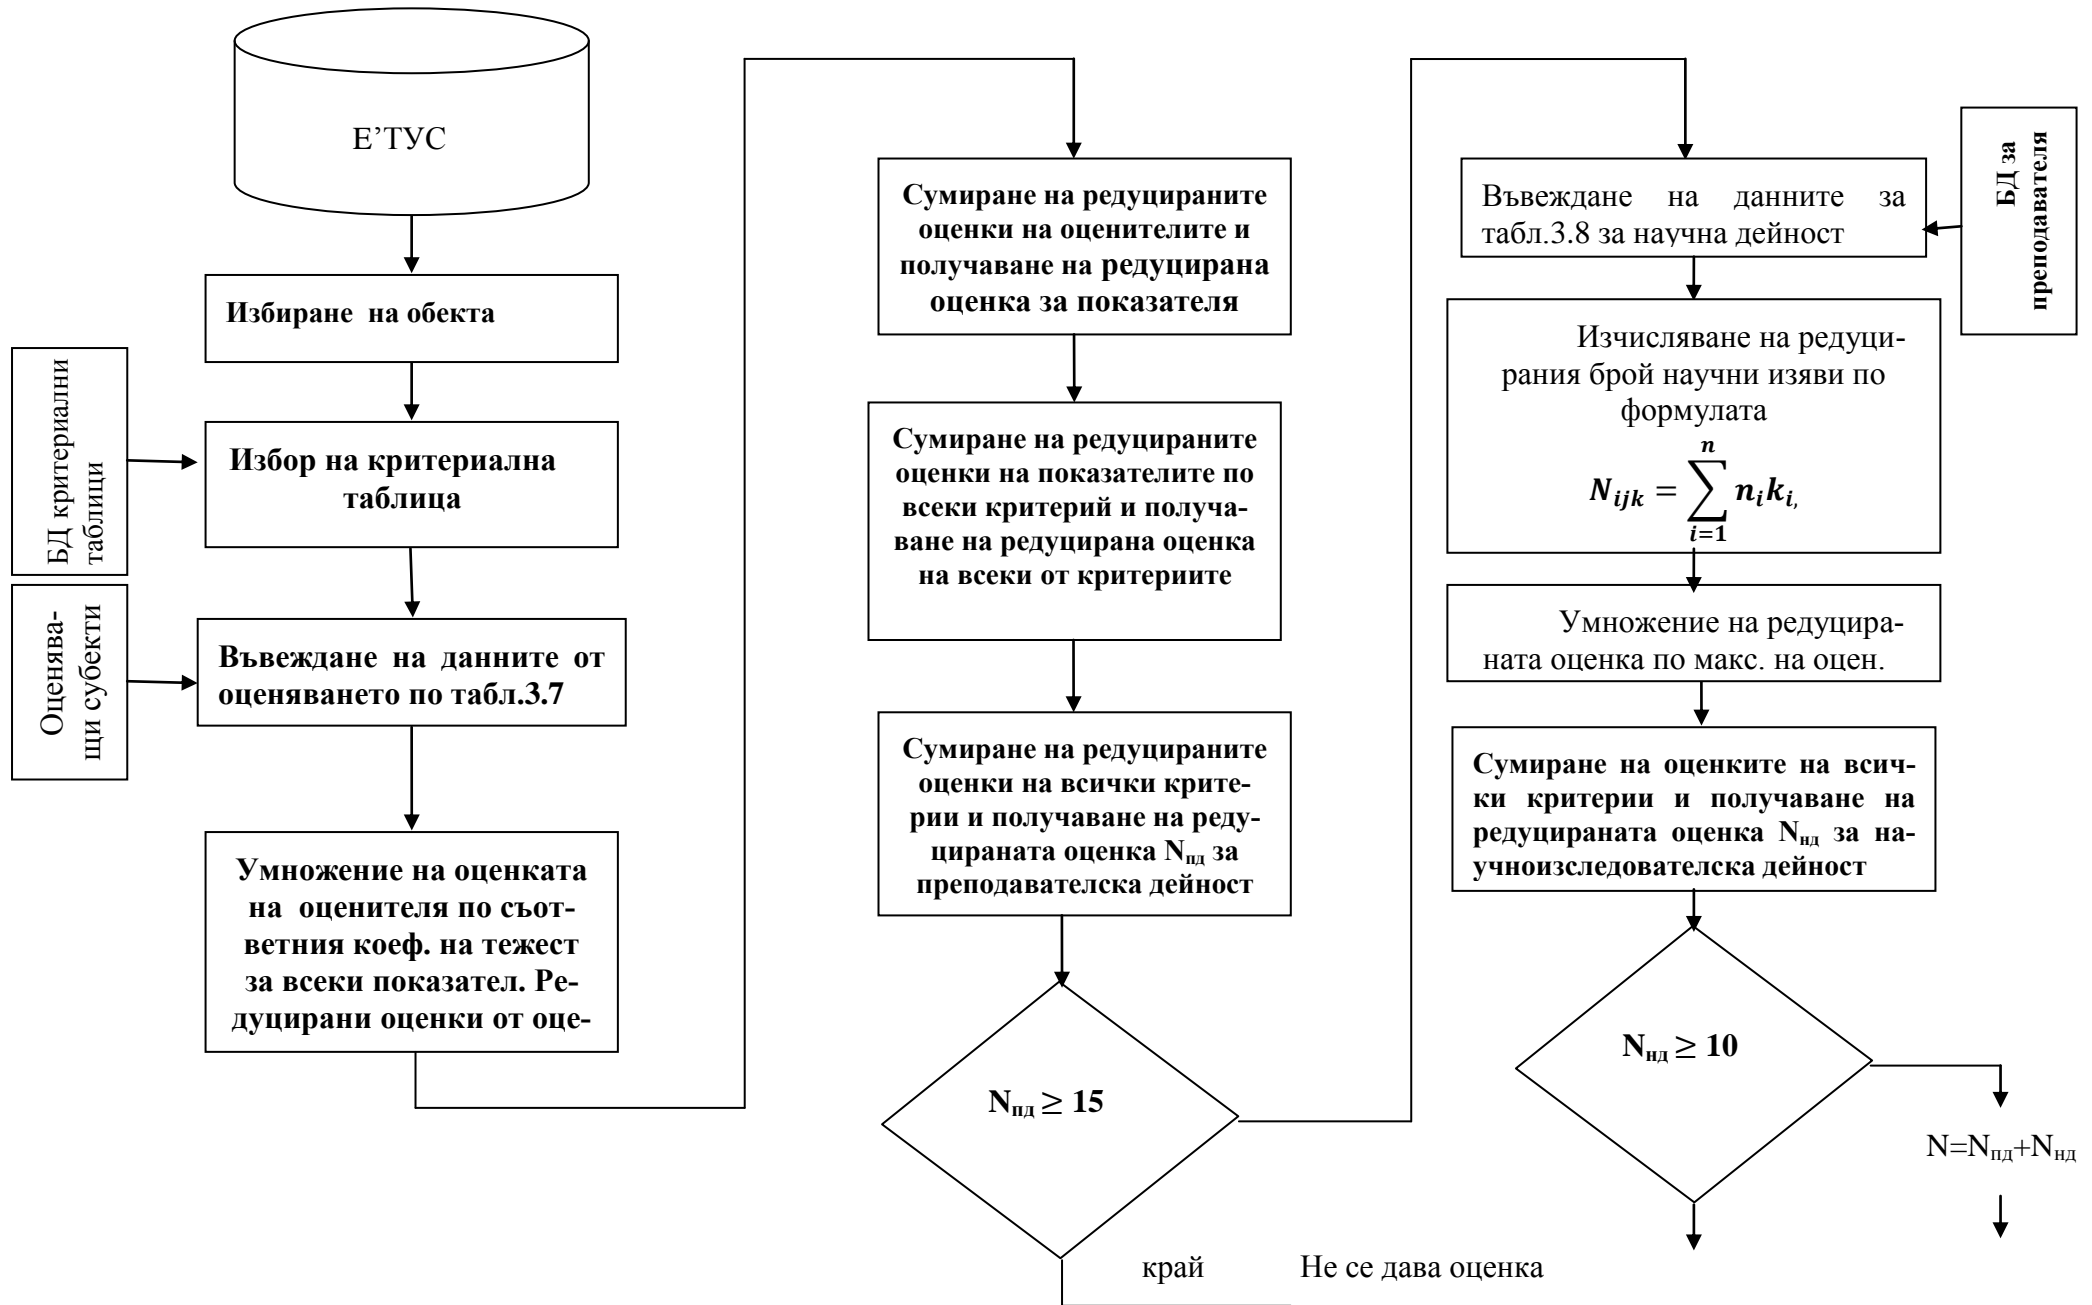 Е’ТУС
Избиране на обекта
БД критериални
таблици
Избор на критериална
таблица
Оценява-
щи субекти
Въвеждане на данните от
оценяването по табл.3.7
Умножение на оценката
на оценителя по съот-
ветния коеф. на тежест
за всеки показател. Ре-
дуцирани оценки от оце-
Сумиране на редуцираните
оценки на оценителите и
получаване на редуцирана
оценка за показателя
Сумиране на редуцираните
оценки на показателите по
всеки критерий и получа-
ване на редуцирана оценка
на всеки от критериите
Сумиране на редуцираните
оценки на всички крите-
рии и получаване на реду-
цираната оценка Nпд за
преподавателска дейност
Nпд ≥ 15
край
Не се дава оценка
Въвеждане на данните за
табл.3.8 за научна дейност
БД за
преподавателя
Изчисляване на редуци-
рания брой научни изяви по
формулата
N_{ijk} = \sum_{i=1}^{n} n_i k_{i,}
Умножение на редуцира-
ната оценка по макс. на оцен.
Сумиране на оценките на всич-
ки критерии и получаване на
редуцираната оценка Nнд за на-
учноизследователска дейност
Nнд ≥ 10
N=Nпд+Nнд